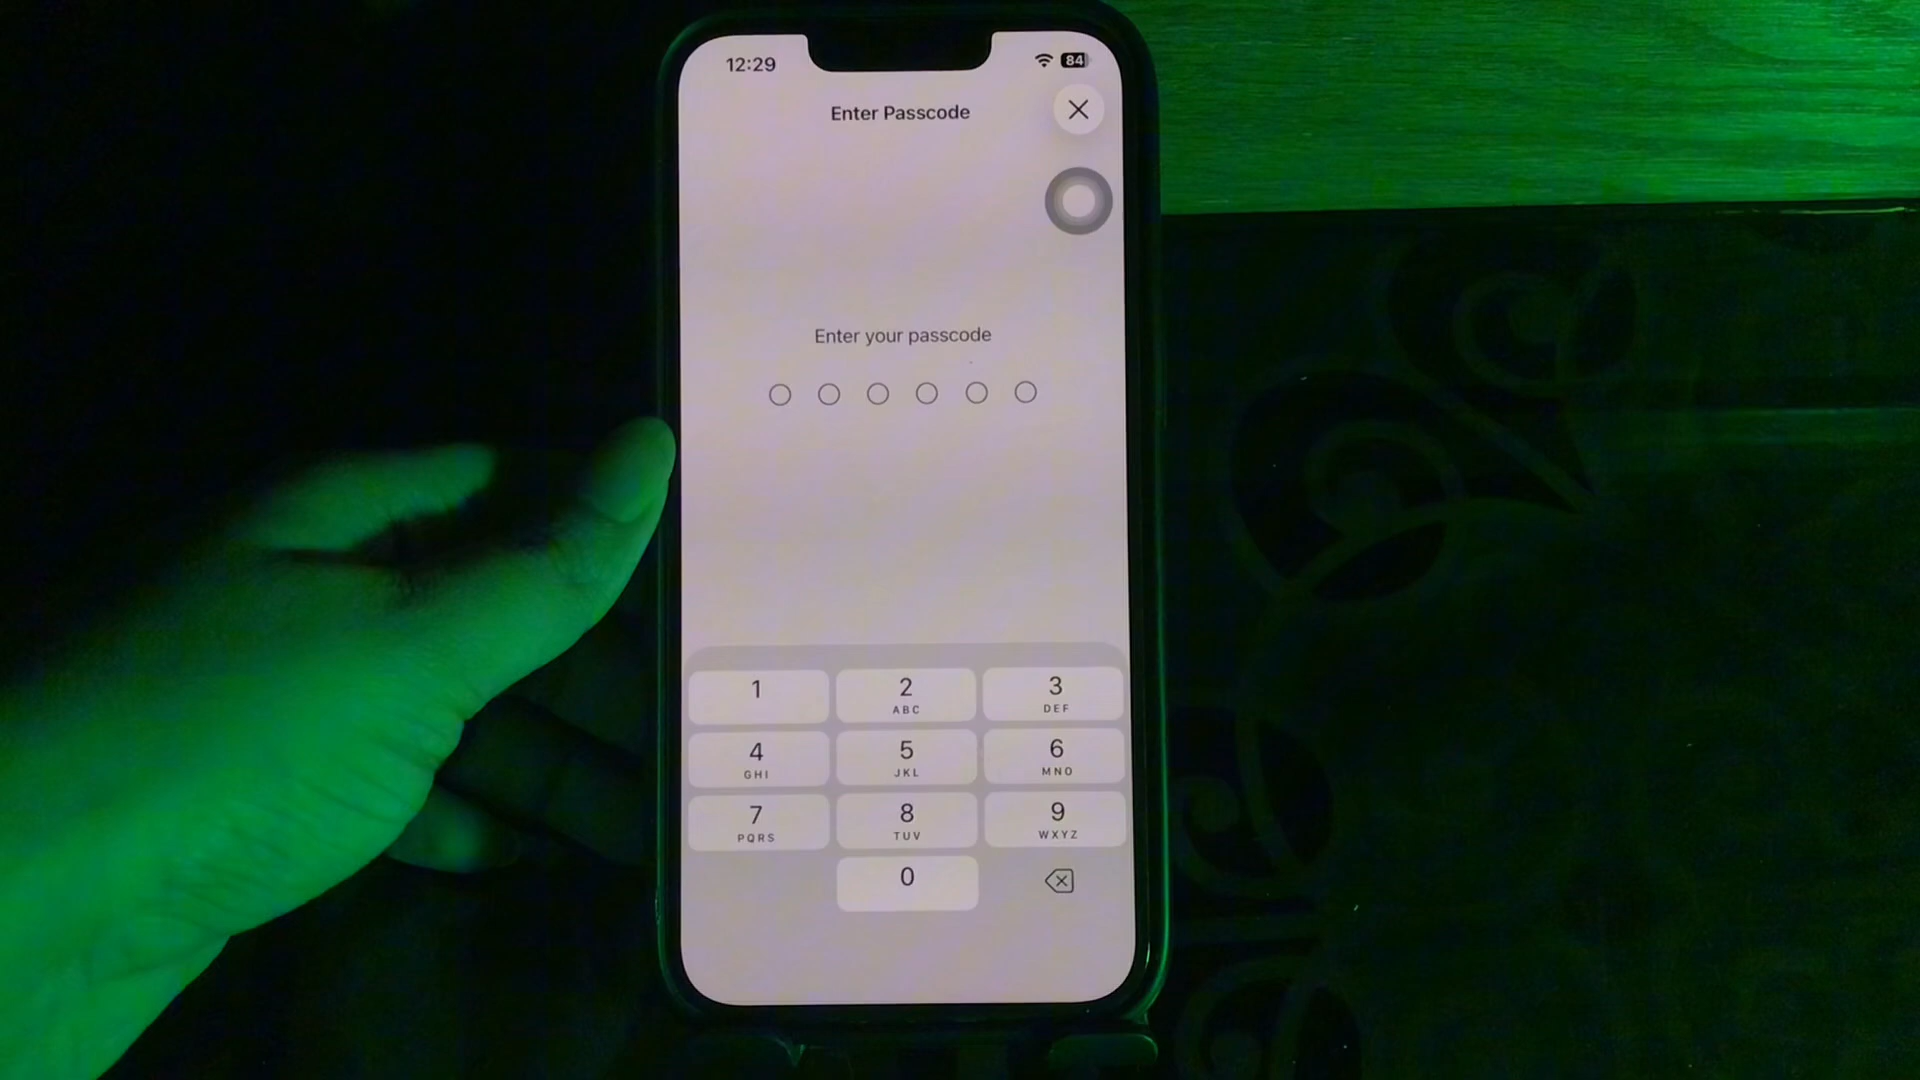 12:29
84
Enter Passcode
Enter your passcode
1
2
ABC
3
DEF
4
GHI
5
JKL
6
MNO
7
PQRS
8
TUV
9
WXYZ
0